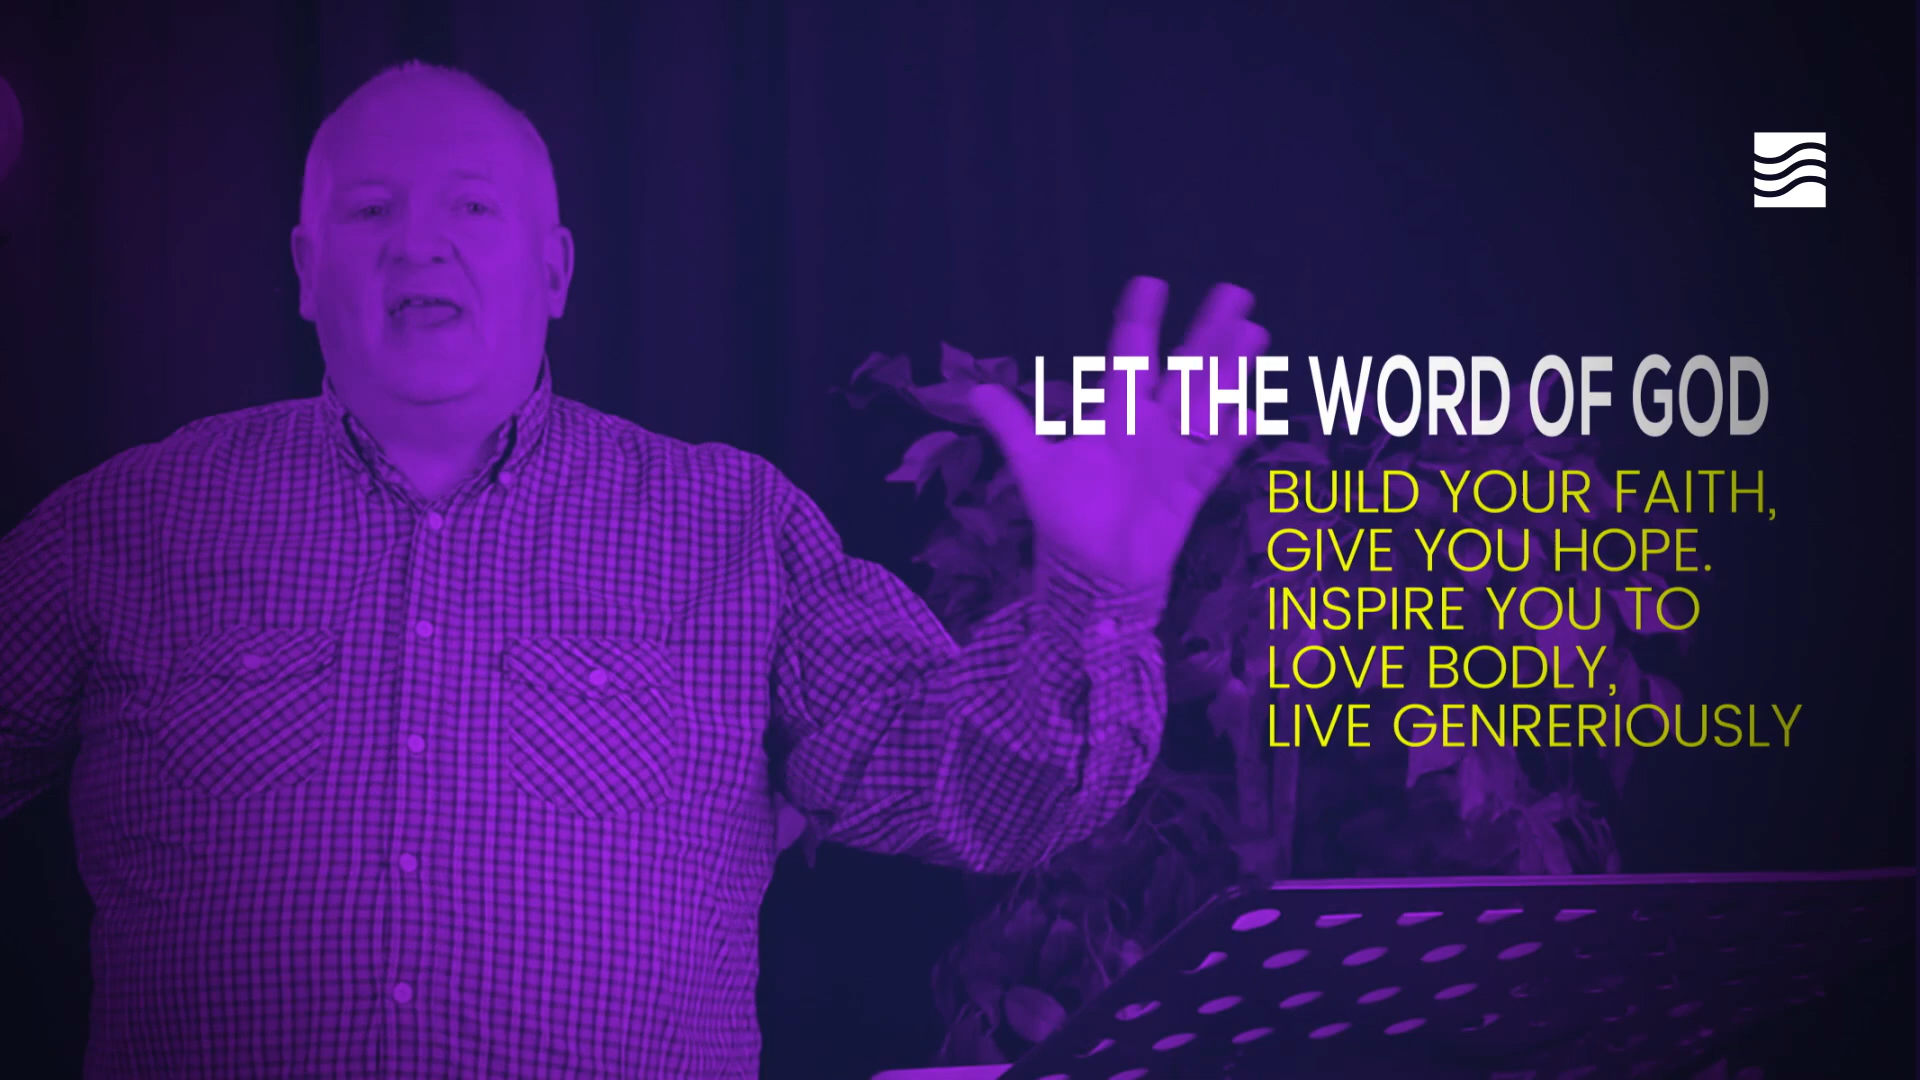 LET THE WORD OF GOD
BUILD YOUR FAITH,
GIVE YOU HOPE.
INSPIRE YOU TO
LOVE BODLY,
LIVE GENRERIOUSLY